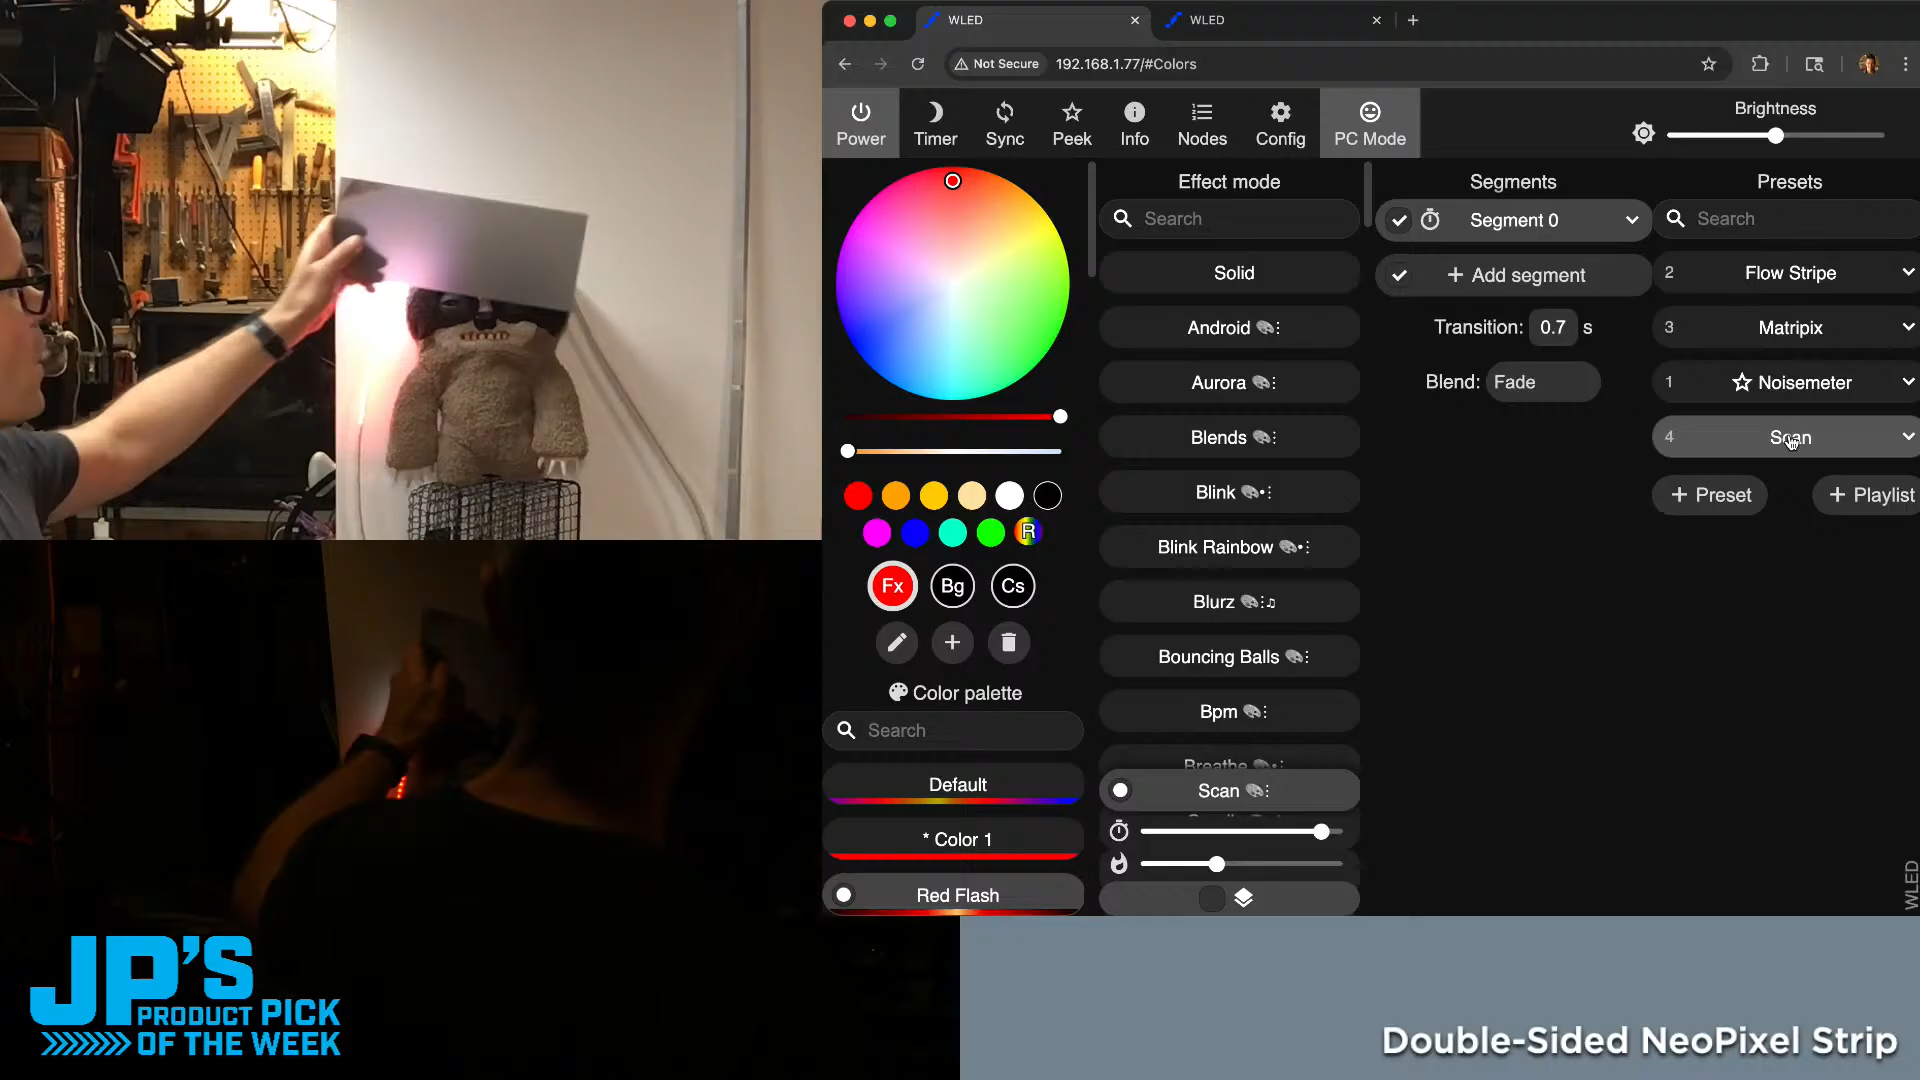 WLED
WLED
Not Secure
192.168.1.77/#Colors
Power
Timer
Sync
Peek
Info
Nodes
Config
PC Mode
Brightness
Effect mode
Segments
Presets
Search
Segment 0
Search
Solid
+ Add segment
2 Flow Stripe
Android
Transition: 0.7 s
3 Matripix
Aurora
Blend: Fade
1 Noisemeter
Blends
4 Scan
Blink
+ Preset
+ Playlist
R
Blink Rainbow
Fx
Bg
Cs
Blurz
Bouncing Balls
Color palette
Bpm
Search
Breathe
Default
Scan
* Color 1
Red Flash
WLED
JP'S
PRODUCT PICK
OF THE WEEK
Double-Sided NeoPixel Strip